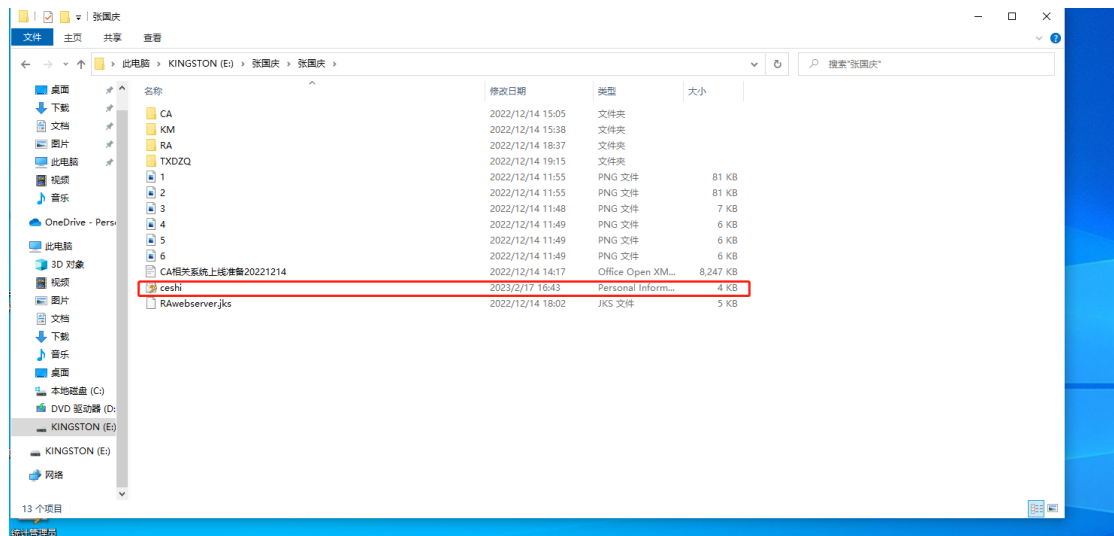 张国庆
文件 主页 共享 查看
此电脑 › KINGSTON (E:) › 张国庆 › 张国庆 › 搜索"张国庆"
名称 修改日期 类型 大小
桌面
下载
文档
图片
此电脑
视频
音乐
OneDrive - Pers
此电脑
3D 对象
视频
图片
文档
下载
音乐
桌面
本地磁盘 (C:)
DVD 驱动器 (D:
KINGSTON (E:)
KINGSTON (E:)
网络
CA 2022/12/14 15:05 文件夹
KM 2022/12/14 15:38 文件夹
RA 2022/12/14 18:37 文件夹
TXDZQ 2022/12/14 19:15 文件夹
1 2022/12/14 11:55 PNG 文件 81 KB
2 2022/12/14 11:55 PNG 文件 81 KB
3 2022/12/14 11:48 PNG 文件 7 KB
4 2022/12/14 11:49 PNG 文件 6 KB
5 2022/12/14 11:49 PNG 文件 6 KB
6 2022/12/14 11:49 PNG 文件 6 KB
CA相关系统上线准备20221214 2022/12/14 14:17 Office Open XM... 8,247 KB
ceshi 2023/2/17 16:43 Personal Inform... 4 KB
RAwebserver.jks 2022/12/14 18:02 JKS 文件 5 KB
13 个项目